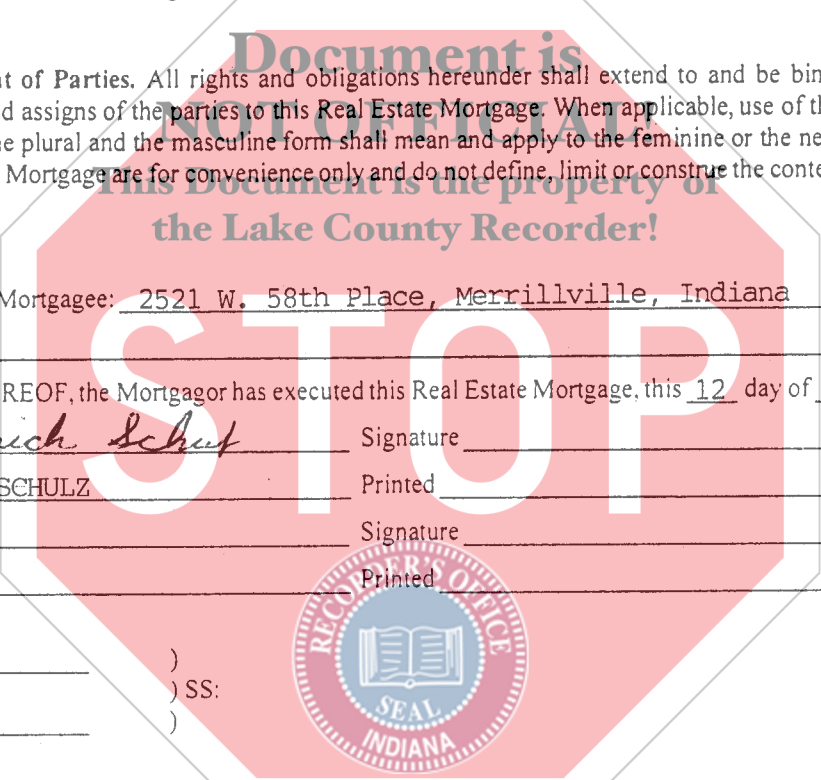 Document is
nt of Parties. All rights and obligations hereunder shall extend to and be bin
d assigns of the parties to this Real Estate Mortgage. When applicable, use of th
NOT OFFICIAL!
e plural and the masculine form shall mean and apply to the feminine or the ne
Mortgage are for convenience only and do not define, limit or construe the conte
This Document is the property of
the Lake County Recorder!
Mortgagee: 2521 W. 58th Place, Merrillville, Indiana
STOP
REOF, the Mortgagor has executed this Real Estate Mortgage, this 12 day of
Signature
SCHULZ Printed
Signature
Printed
RECORDER'S OFFICE
) 
) SS:
)
SEAL
INDIANA